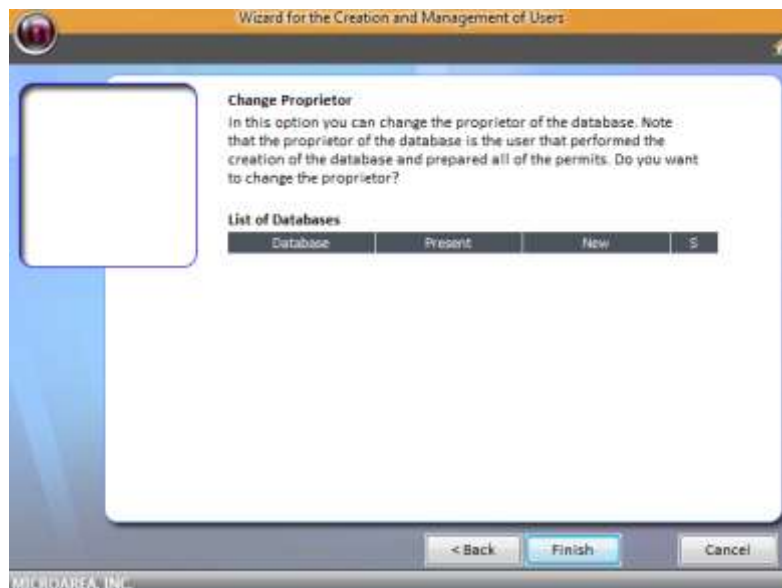 Wizard for the Creation and Management of Users
Change Proprietor
In this option you can change the proprietor of the database. Note
that the proprietor of the database is the user that performed the
creation of the database and prepared all of the permits. Do you want
to change the proprietor?
List of Databases
Database Present New S
< Back Finish Cancel
MICROAREA, INC.